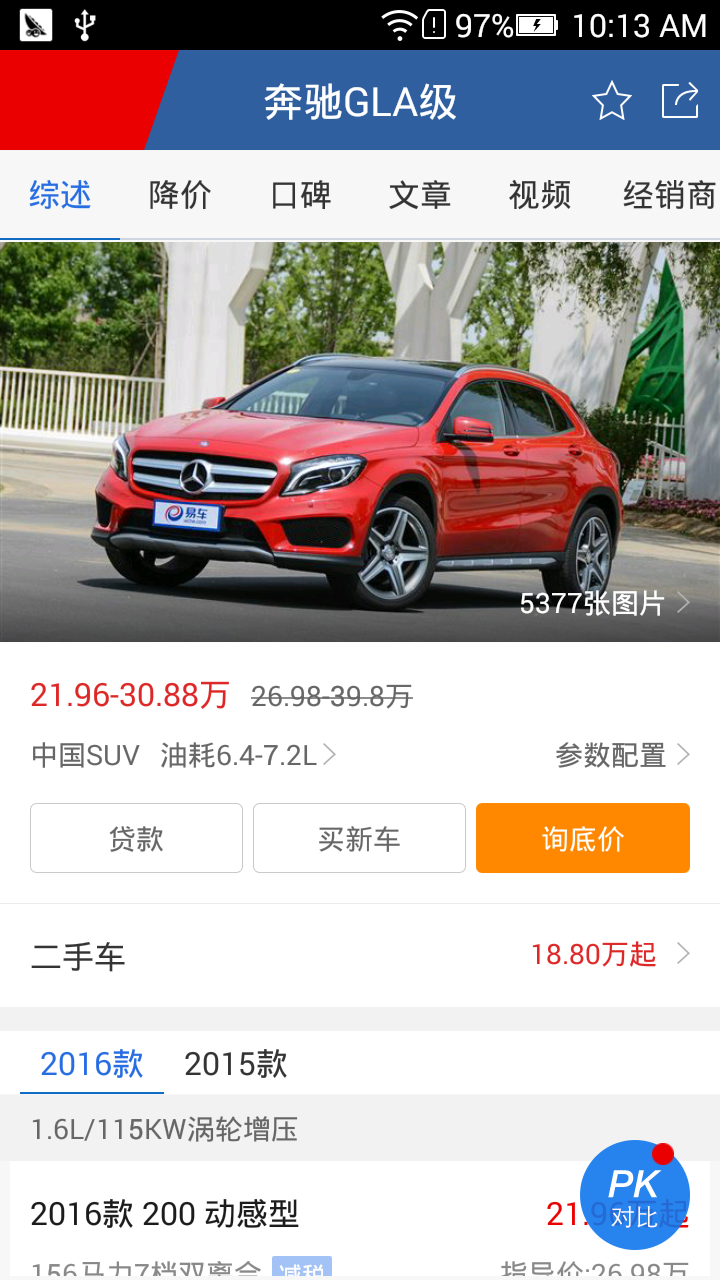 97% 10:13 AM
奔驰GLA级
综述 降价 口碑 文章 视频 经销商
易车
5377张图片
21.96-30.88万 26.98-39.8万
中国SUV 油耗6.4-7.2L 参数配置
贷款 买新车 询底价
二手车 18.80万起
2016款 2015款
1.6L/115KW涡轮增压
PK
对比
2016款 200 动感型 21.96万起
156马力7档双离合 减税 指导价:26.98万